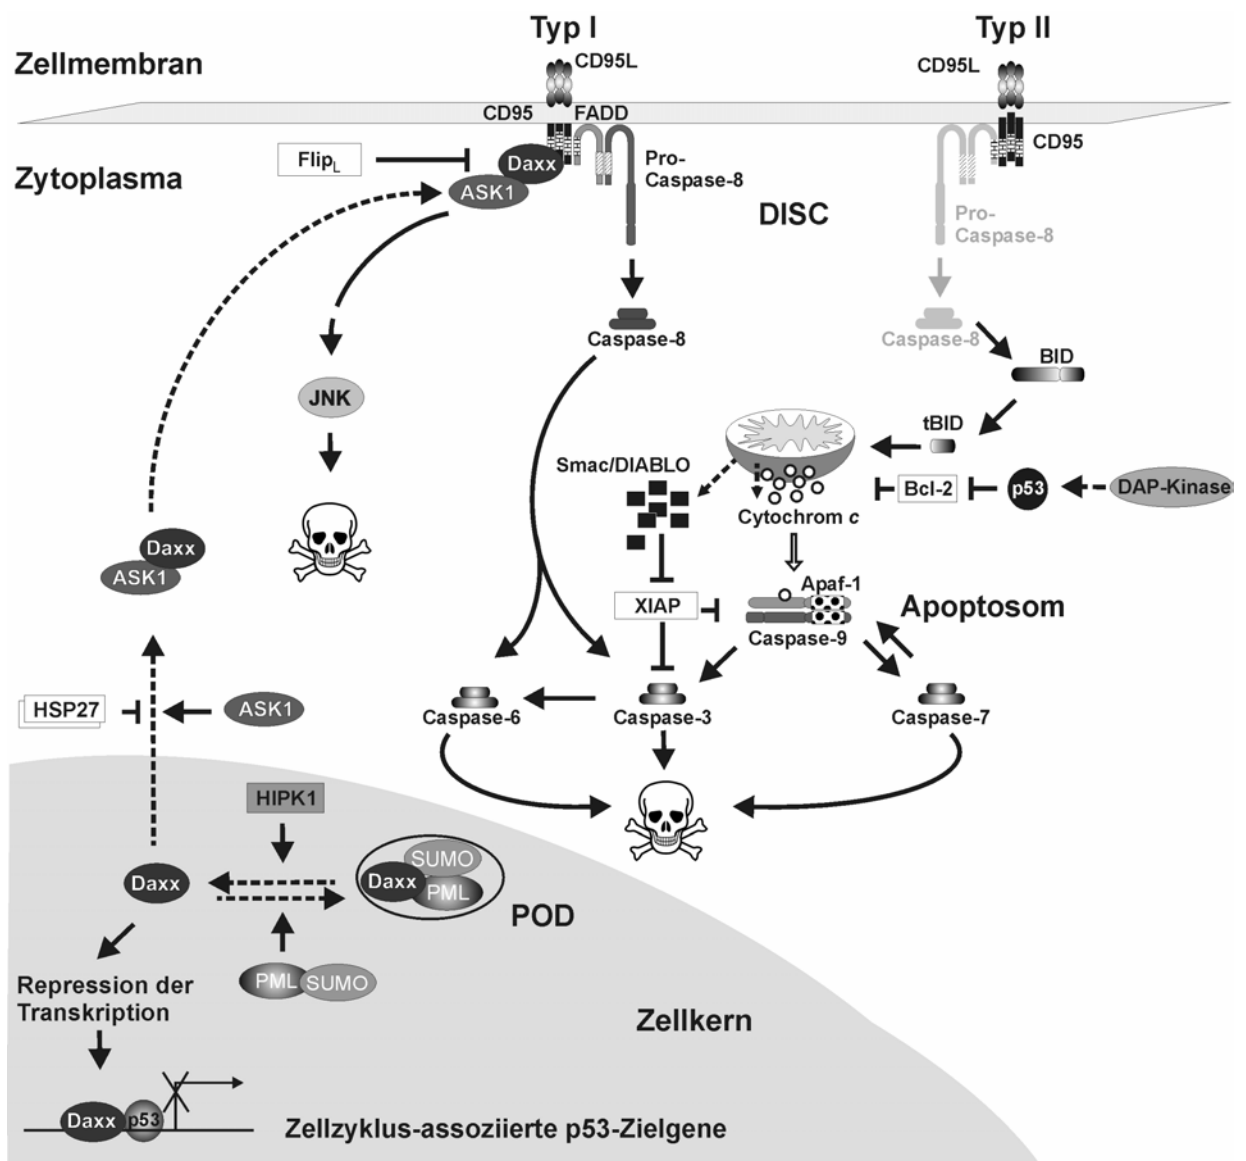 Typ I
Typ II
Zellmembran
CD95L
CD95L
CD95
FADD
CD95
Flip_L
Daxx
ASK1
Pro-
Caspase-8
Zytoplasma
DISC
Pro-
Caspase-8
Caspase-8
Caspase-8
BID
JNK
tBID
Smac/DIABLO
Bcl-2
p53
DAP-Kinase
Cytochrom c
Daxx
ASK1
Apaf-1
XIAP
Apoptosom
Caspase-9
HSP27
ASK1
Caspase-6
Caspase-3
Caspase-7
HIPK1
SUMO
Daxx
Daxx
PML
POD
PML
SUMO
Repression der
Transkription
Zellkern
Daxx
p53
Zellzyklus-assoziierte p53-Zielgene